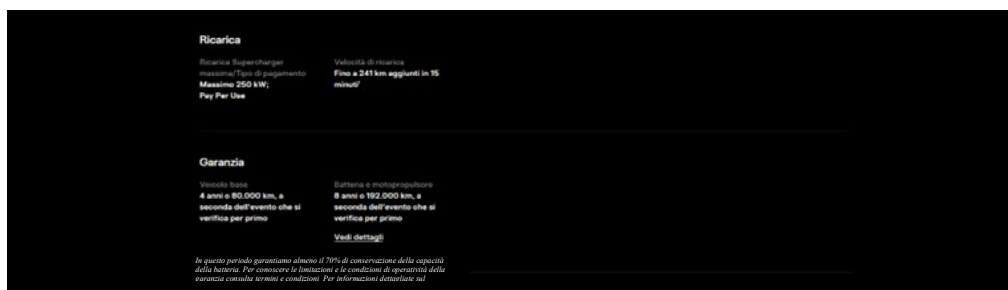 Ricarica
Ricarica Supercharger
massima/Tipo di pagamento
Massimo 250 kW;
Pay Per Use
Velocità di ricarica
Fino a 241 km aggiunti in 15
minuti¹
Garanzia
Veicolo base
4 anni o 80.000 km, a
seconda dell'evento che si
verifica per primo
Batteria e motopropulsore
8 anni o 192.000 km, a
seconda dell'evento che si
verifica per primo
Vedi dettagli
In questo periodo garantiamo almeno il 70% di conservazione della capacità
della batteria. Per conoscere le limitazioni e le condizioni di operatività della
garanzia consulta termini e condizioni. Per informazioni dettagliate sul